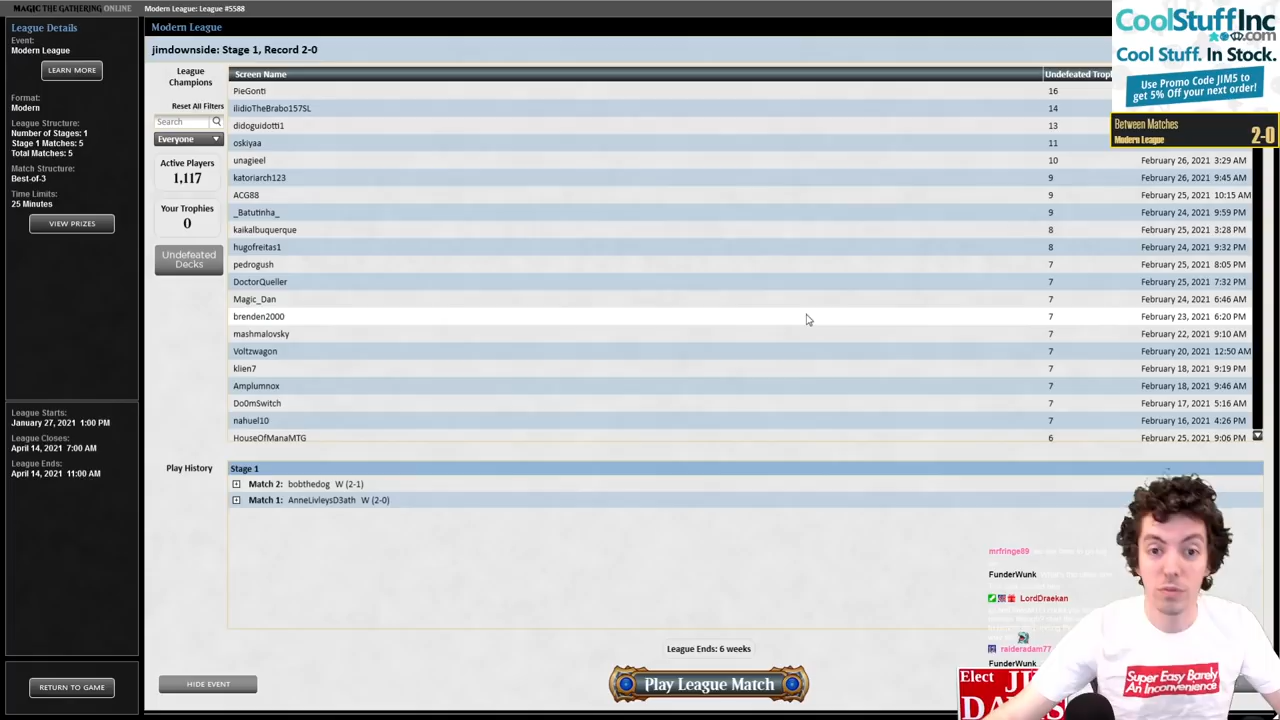 MAGIC THE GATHERING ONLINE
Modern League: League #5588
League Details
Event:
Modern League
LEARN MORE
Format:
Modern
League Structure:
Number of Stages: 1
Stage 1 Matches: 5
Total Matches: 5
Match Structure:
Best-of-3
Time Limits:
25 Minutes
VIEW PRIZES
League Starts:
January 27, 2021 1:00 PM
League Closes:
April 14, 2021 7:00 AM
League Ends:
April 14, 2021 11:00 AM
RETURN TO GAME
Modern League
jimdownside: Stage 1, Record 2-0
League
Champions
Reset All Filters
Search
Everyone
Active Players
1,117
Your Trophies
0
Undefeated
Decks
Screen Name Undefeated
PieGonti 16
ilidioTheBrabo157SL 14
didoguidotti1 13
oskiyaa 11
unagieel 10 February 26, 2021 3:29 AM
katoriarch123 9 February 26, 2021 9:45 AM
ACG88 9 February 25, 2021 10:15 AM
_Batutinha_ 9 February 24, 2021 9:59 PM
kaikalbuquerque 8 February 25, 2021 3:28 PM
hugofreitas1 8 February 24, 2021 9:32 PM
pedrogush 7 February 25, 2021 8:05 PM
DoctorQueller 7 February 25, 2021 7:32 PM
Magic_Dan 7 February 24, 2021 6:46 AM
brenden2000 7 February 23, 2021 6:20 PM
mashmalovsky 7 February 22, 2021 9:10 AM
Voltzwagon 7 February 20, 2021 12:50 AM
klien7 7 February 18, 2021 9:19 PM
Amplumnox 7 February 18, 2021 9:46 AM
Do0mSwitch 7 February 17, 2021 5:16 AM
nahuel10 7 February 16, 2021 4:26 PM
HouseOfManaMTG 6 February 25, 2021 9:06 PM
Play History
Stage 1
Match 2: bobthedog W (2-1)
Match 1: AnneLivleysD3ath W (2-0)
League Ends: 6 weeks
HIDE EVENT
Play League Match
CoolStuffInc
.com
Cool Stuff. In Stock.
Use Promo Code JIM5 to
get 5% Off your next order!
Between Matches
Modern League
2-0
mrfringe89
FunderWunk
LordDraekan
raideradam77
FunderWunk
Elect
Super Easy Barely
An Inconvenience